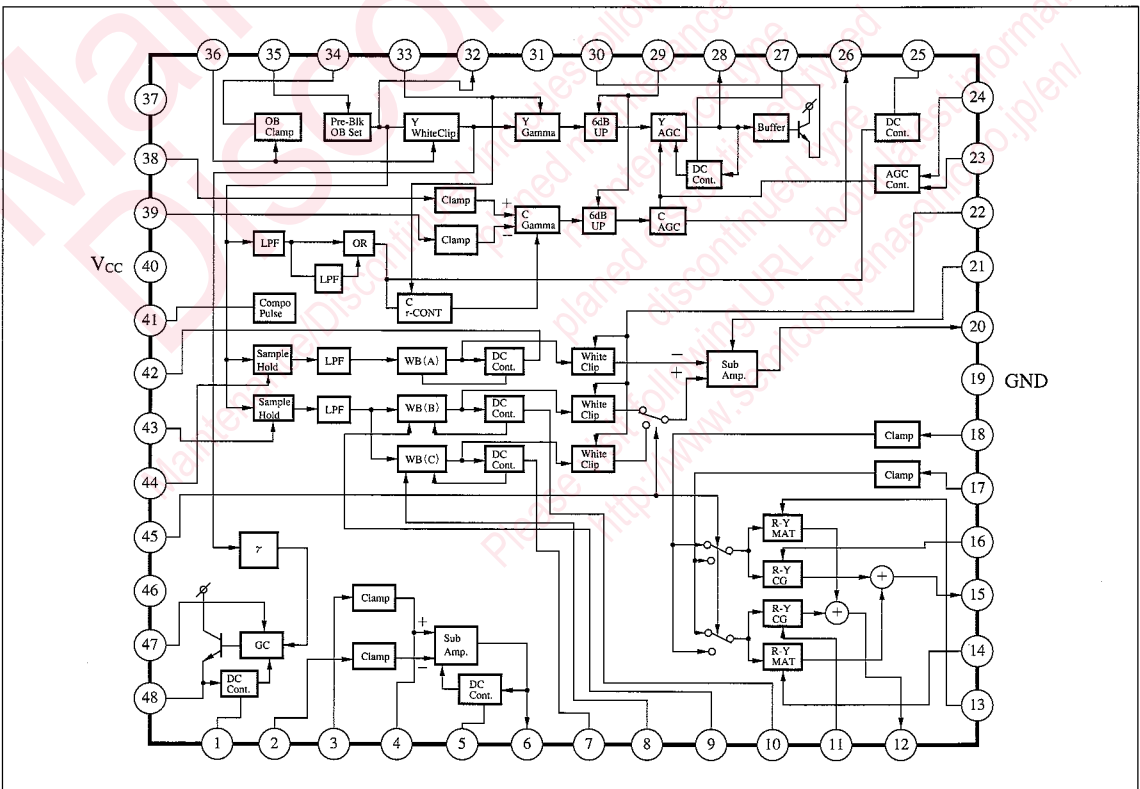 36 35 34 33 32 31 30 29 28 27 26 25
37
24
OB Clamp
Pre-Blk OB Set
Y WhiteClip
Y Gamma
6dB UP
Y AGC
Buffer
DC Cont.
38
23
DC Cont.
AGC Cont.
39
22
Clamp
+
C Gamma
6dB UP
C AGC
Clamp
−
LPF
OR
VCC 40
21
LPF
41
20
Compo Pulse
C r-CONT
42
19 GND
Sample Hold
LPF
WB(A)
DC Cont.
White Clip
−
+
Sub Amp.
43
18
Sample Hold
LPF
WB(B)
DC Cont.
White Clip
Clamp
44
17
WB(C)
DC Cont.
White Clip
Clamp
45
16
γ
R-Y MAT
R-Y CG
+
15
46
R-Y CG
+
47
14
Clamp
+
R-Y MAT
GC
Sub Amp.
Clamp
−
48
13
DC Cont.
DC Cont.
1 2 3 4 5 6 7 8 9 10 11 12